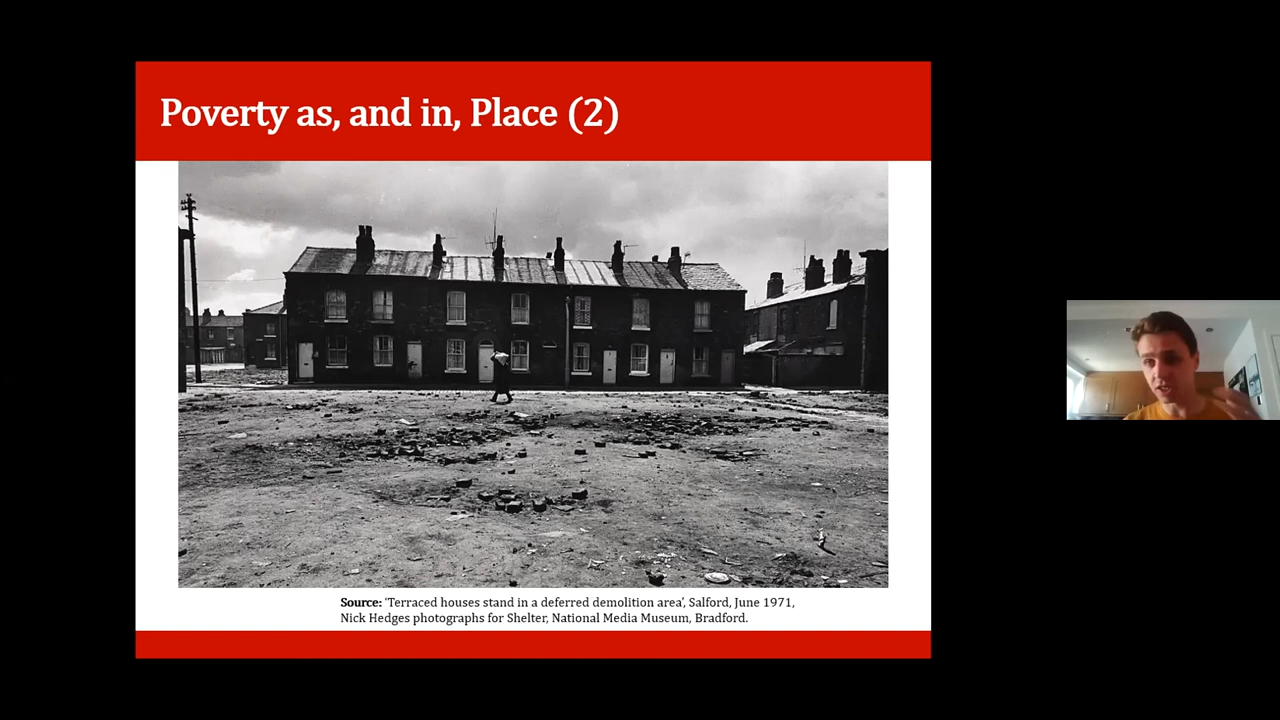 Poverty as, and in, Place (2)
Source: ‘Terraced houses stand in a deferred demolition area’, Salford, June 1971,
Nick Hedges photographs for Shelter, National Media Museum, Bradford.